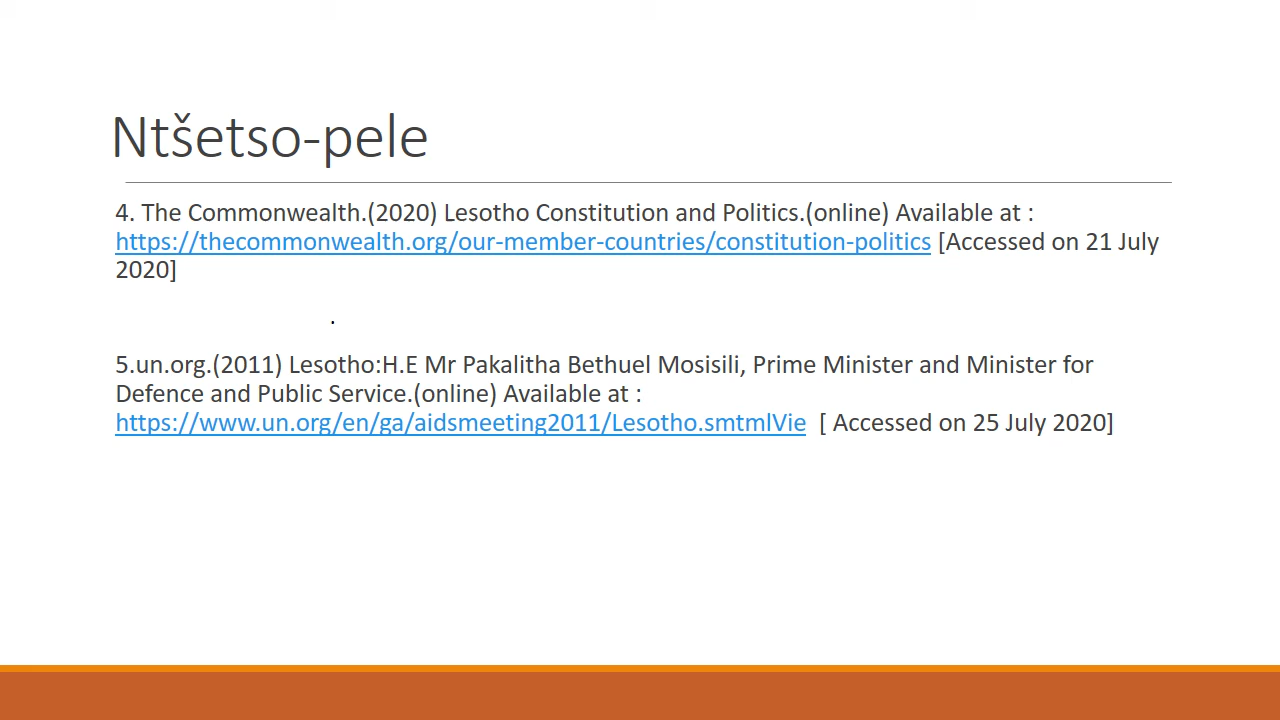 Ntšetso-pele
4. The Commonwealth.(2020) Lesotho Constitution and Politics.(online) Available at :
https://thecommonwealth.org/our-member-countries/constitution-politics [Accessed on 21 July
2020]
.
5.un.org.(2011) Lesotho:H.E Mr Pakalitha Bethuel Mosisili, Prime Minister and Minister for
Defence and Public Service.(online) Available at :
https://www.un.org/en/ga/aidsmeeting2011/Lesotho.smtmlVie [ Accessed on 25 July 2020]